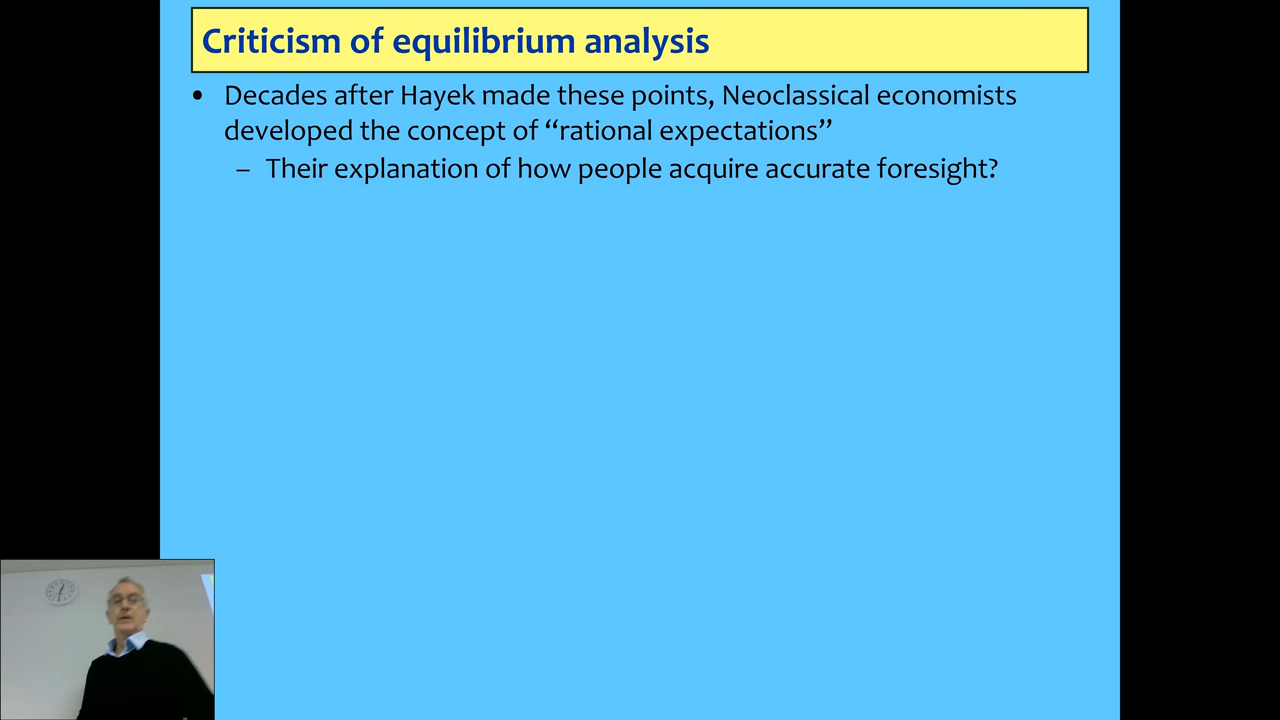 Criticism of equilibrium analysis
• Decades after Hayek made these points, Neoclassical economists
developed the concept of “rational expectations”
– Their explanation of how people acquire accurate foresight?